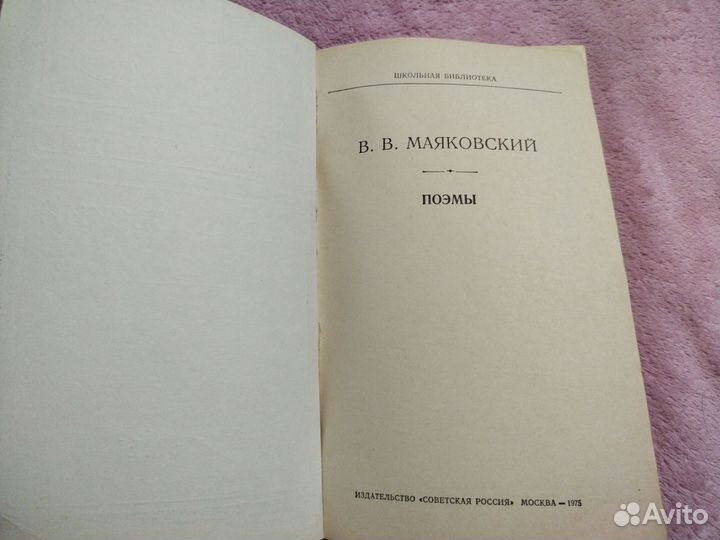 ШКОЛЬНАЯ БИБЛИОТЕКА
В. В. МАЯКОВСКИЙ
ПОЭМЫ
ИЗДАТЕЛЬСТВО «СОВЕТСКАЯ РОССИЯ» МОСКВА — 1975
Avito